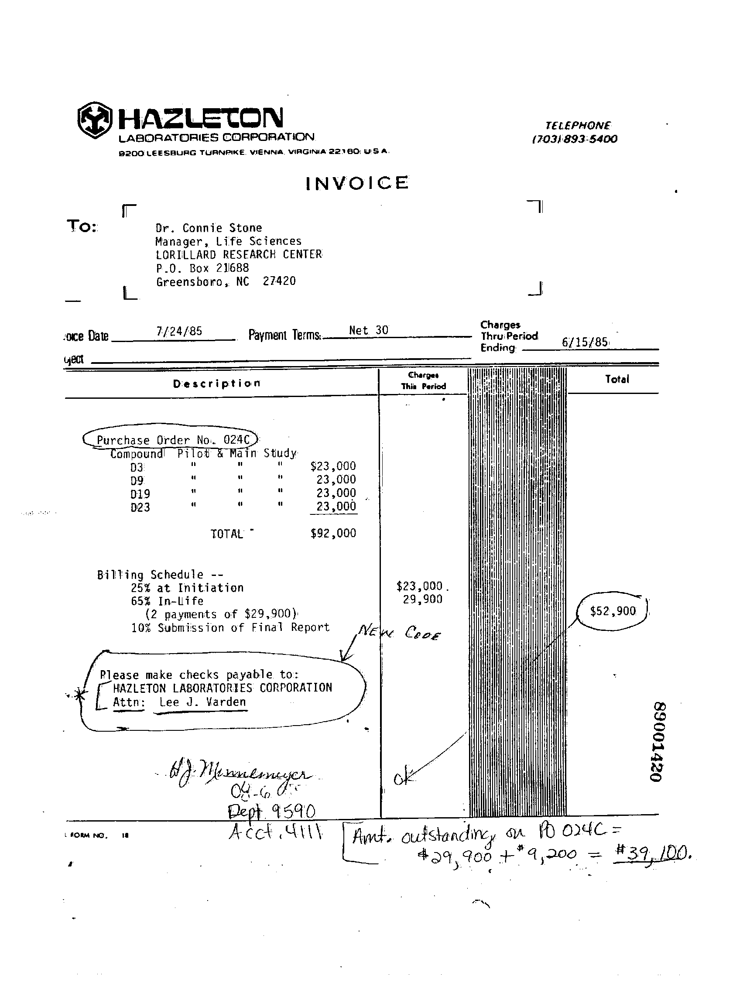 HAZLETON
LABORATORIES CORPORATION
9200 LEESBURG TURNPIKE, VIENNA, VIRGINIA 22180, U.S.A.
TELEPHONE
(703) 893-5400
INVOICE
TO:
Dr. Connie Stone
Manager, Life Sciences
LORILLARD RESEARCH CENTER
P.O. Box 21688
Greensboro, NC 27420
oice Date 7/24/85 Payment Terms: Net 30 Charges Thru Period Ending 6/15/85
ject
Description Charges This Period Total
Purchase Order No. 024C
Compound Pilot & Main Study
D3 " " " $23,000
D9 " " " 23,000
D19 " " " 23,000
D23 " " " 23,000
TOTAL $92,000
Billing Schedule --
25% at Initiation $23,000.
65% In-Life 29,900
(2 payments of $29,900) $52,900
10% Submission of Final Report
NEW CODE
Please make checks payable to:
HAZLETON LABORATORIES CORPORATION
Attn: Lee J. Varden
89001420
ok
Dept. 9590
Acct. 4111
FORM NO. 18
Amt. outstanding on PO 024C =
$29,900 + $9,200 = $39,100.